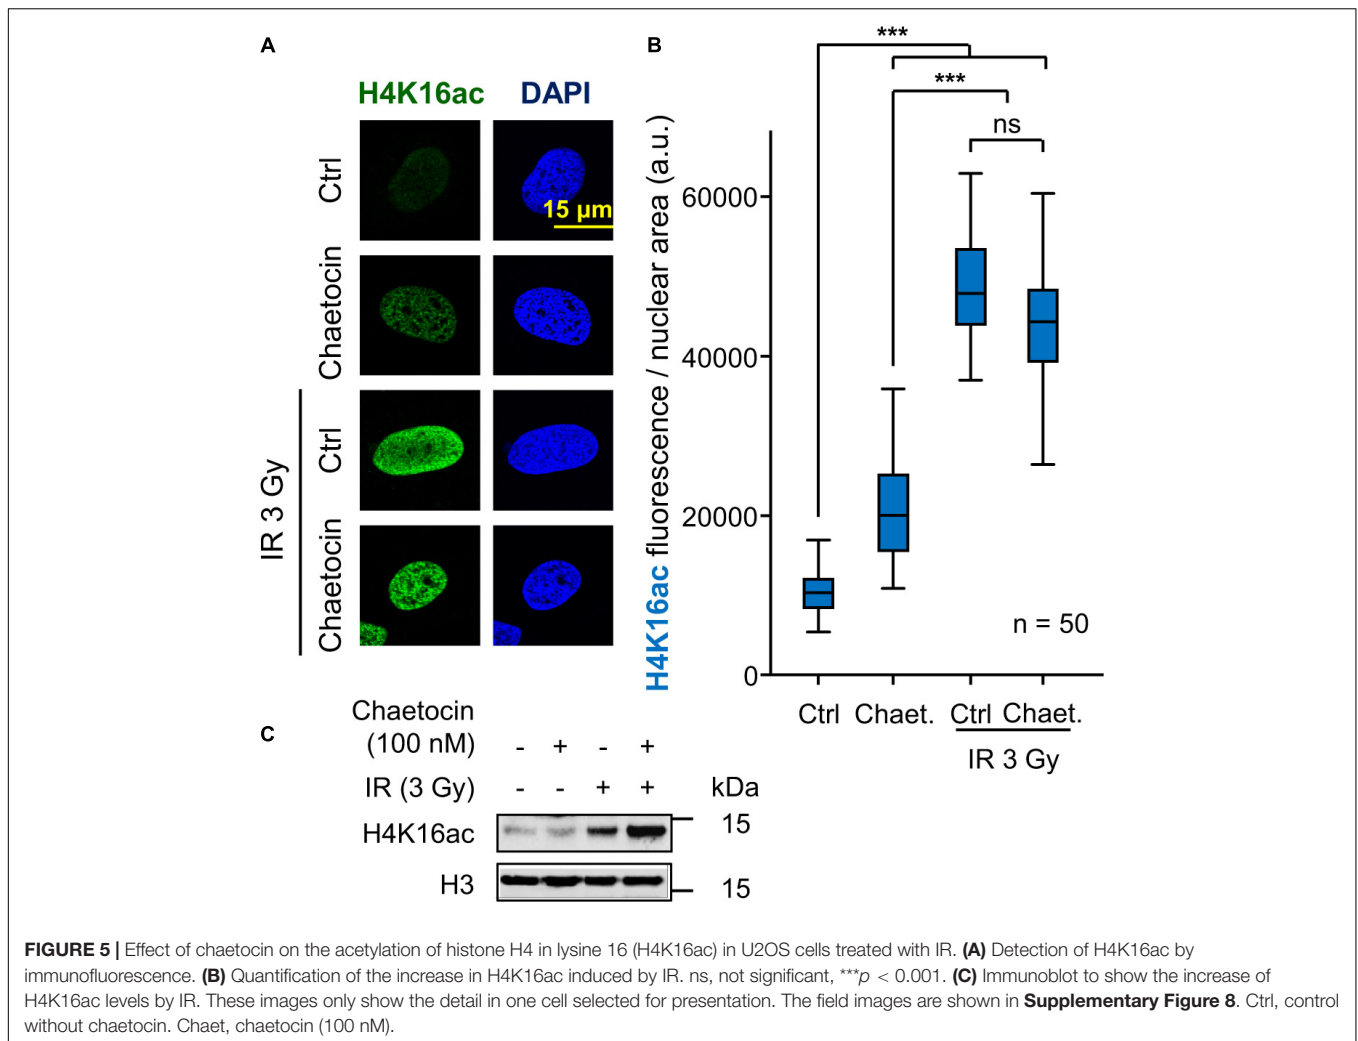 A
H4K16ac DAPI
Ctrl
15 µm
Chaetocin
IR 3 Gy
Ctrl
Chaetocin
B
***
***
ns
H4K16ac fluorescence / nuclear area (a.u.)
60000
40000
20000
0
n = 50
Ctrl Chaet. Ctrl Chaet.
IR 3 Gy
C
Chaetocin
(100 nM) - + - +
IR (3 Gy) - - + + kDa
H4K16ac 15
H3 15
FIGURE 5 | Effect of chaetocin on the acetylation of histone H4 in lysine 16 (H4K16ac) in U2OS cells treated with IR. (A) Detection of H4K16ac by
immunofluorescence. (B) Quantification of the increase in H4K16ac induced by IR. ns, not significant, ***p < 0.001. (C) Immunoblot to show the increase of
H4K16ac levels by IR. These images only show the detail in one cell selected for presentation. The field images are shown in Supplementary Figure 8. Ctrl, control
without chaetocin. Chaet, chaetocin (100 nM).